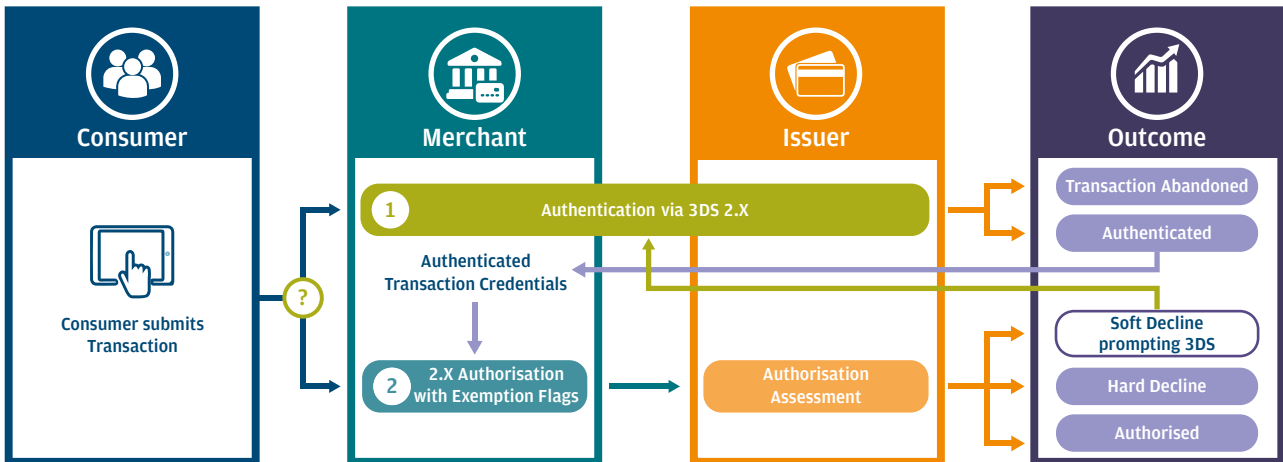 Consumer
Merchant
Issuer
Outcome
Consumer submits
Transaction
?
1
Authentication via 3DS 2.X
Authenticated
Transaction Credentials
2
2.X Authorisation
with Exemption Flags
Authorisation
Assessment
Transaction Abandoned
Authenticated
Soft Decline
prompting 3DS
Hard Decline
Authorised